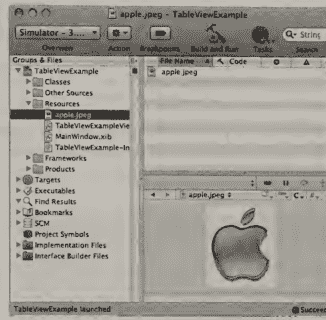 apple.jpeg - TableViewExample
Simulator - 3....
Overview Action Breakpoints Build and Run Tasks Search
Groups & Files
File Name
Code
TableViewExample
apple.jpeg
Classes
Other Sources
Resources
apple.jpeg
TableViewExampleVie
MainWindow.xib
TableViewExample-In
Frameworks
Products
Targets
Executables
Find Results
Bookmarks
SCM
Project Symbols
Implementation Files
Interface Builder Files
apple.jpeg
TableViewExample launched
Succee